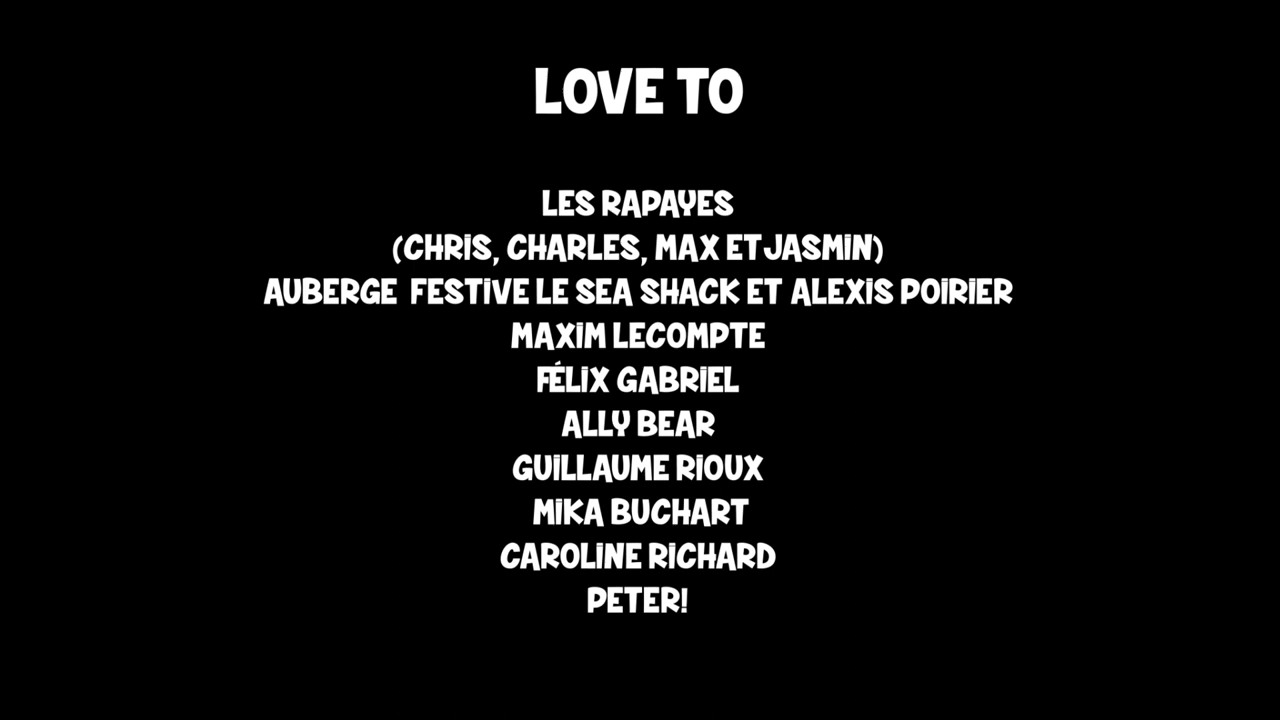 LOVE TO
LES RAPAYES
(CHRIS, CHARLES, MAX ET JASMIN)
AUBERGE FESTIVE LE SEA SHACK ET ALEXIS POIRIER
MAXIM LECOMPTE
FÉLIX GABRIEL
ALLY BEAR
GUILLAUME RIOUX
MIKA BUCHART
CAROLINE RICHARD
PETER!